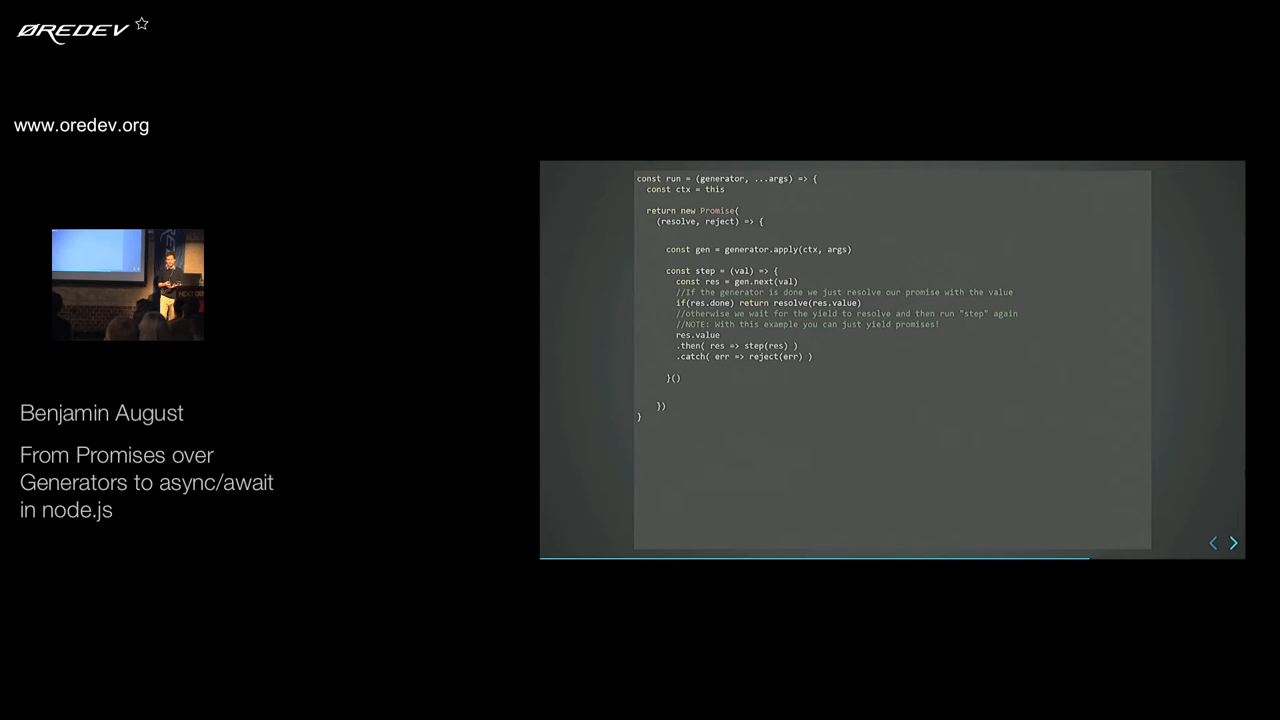 ØREDEV
www.oredev.org
const run = (generator, ...args) => {
const ctx = this
return new Promise(
(resolve, reject) => {
const gen = generator.apply(ctx, args)
const step = (val) => {
const res = gen.next(val)
//If the generator is done we just resolve our promise with the value
if(res.done) return resolve(res.value)
//otherwise we wait for the yield to resolve and then run "step" again
//NOTE: With this example you can just yield promises!
res.value
.then( res => step(res) )
.catch( err => reject(err) )
}()
})
}
Benjamin August
From Promises over
Generators to async/await
in node.js